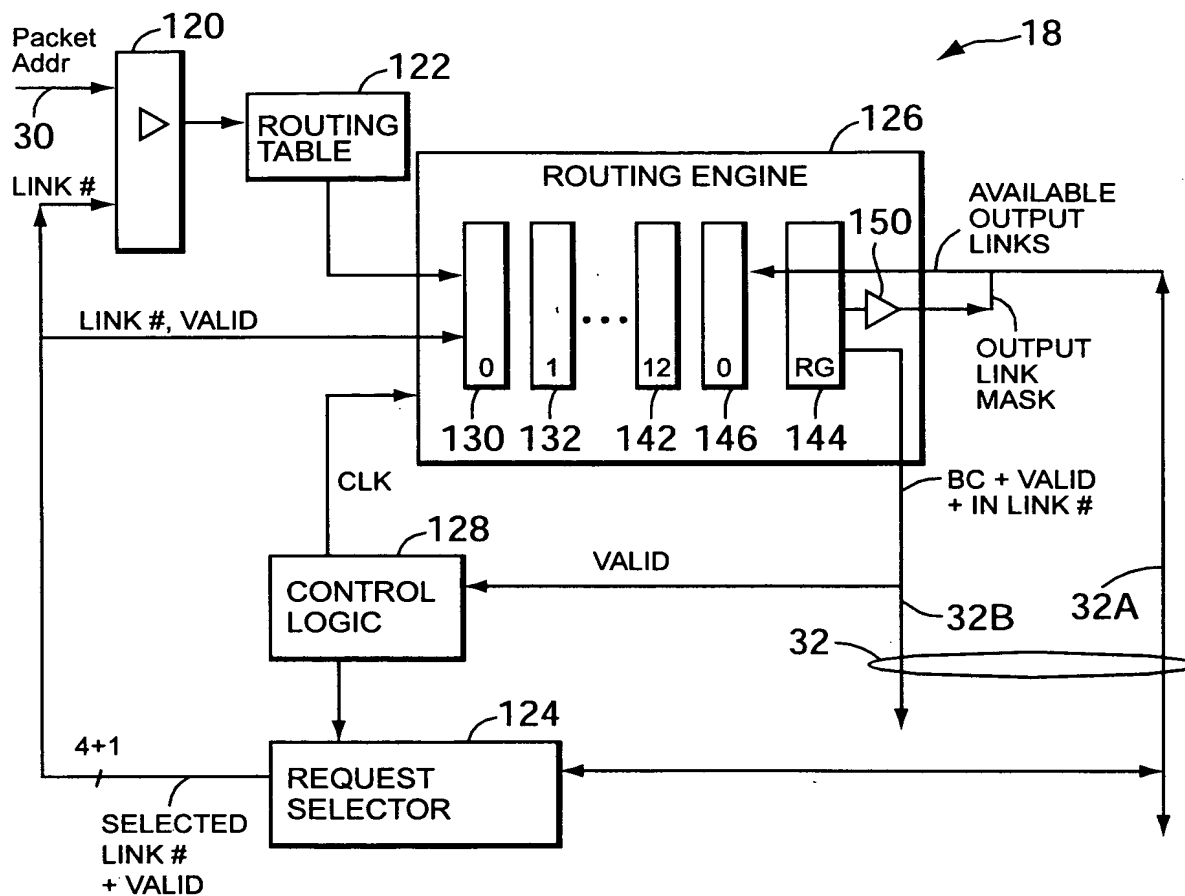 120
Packet
Addr
30
LINK #
122
ROUTING
TABLE
18
126
ROUTING ENGINE
150
AVAILABLE
OUTPUT
LINKS
LINK #, VALID
0
1
12
0
RG
130
132
142
146
144
OUTPUT
LINK
MASK
CLK
BC + VALID
+ IN LINK #
128
CONTROL
LOGIC
VALID
32B
32A
32
124
REQUEST
SELECTOR
4+1
SELECTED
LINK #
+ VALID